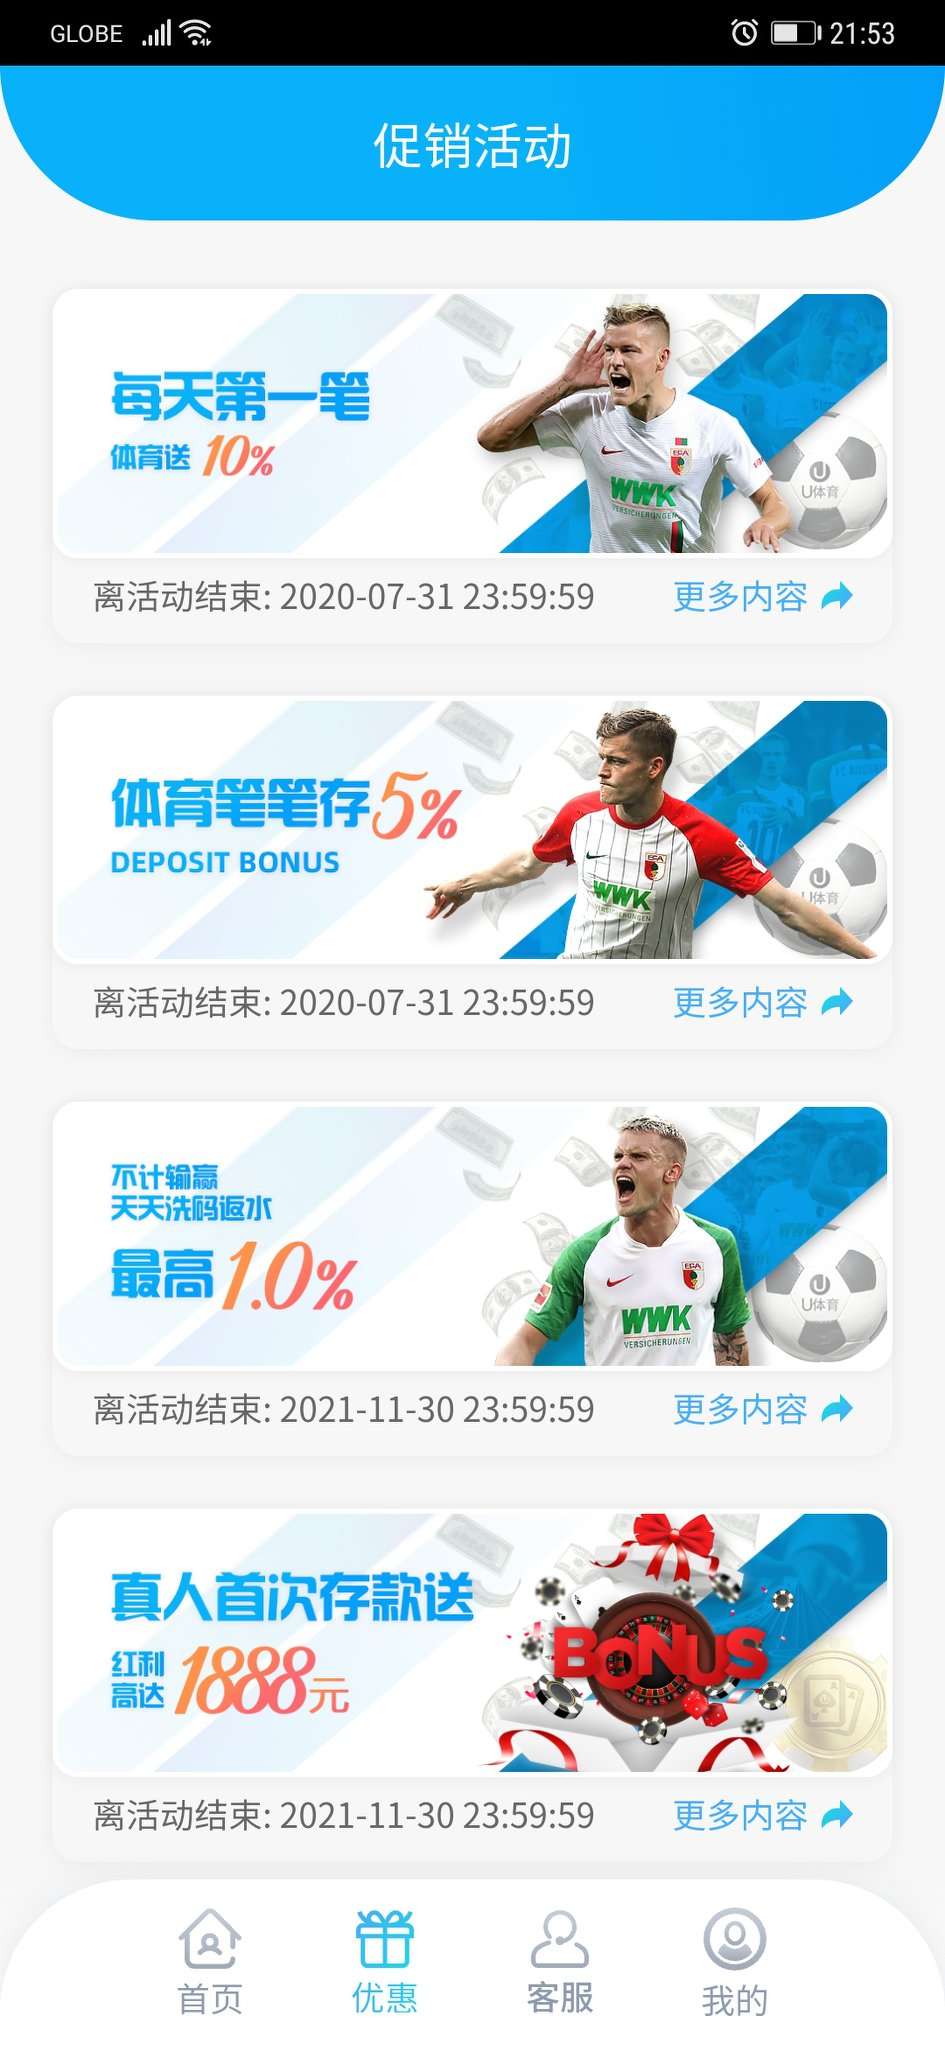 GLOBE 21:53
促销活动
每天第一笔
体育送 10%
WWK
VERSICHERUNGEN
U体育
离活动结束: 2020-07-31 23:59:59 更多内容
体育笔笔存5%
DEPOSIT BONUS
WWK
VERSICHERUNGEN
U体育
离活动结束: 2020-07-31 23:59:59 更多内容
不计输赢
天天洗码返水
最高1.0%
WWK
VERSICHERUNGEN
U体育
离活动结束: 2021-11-30 23:59:59 更多内容
真人首次存款送
红利
高达 1888元
BONUS
离活动结束: 2021-11-30 23:59:59 更多内容
首页 优惠 客服 我的